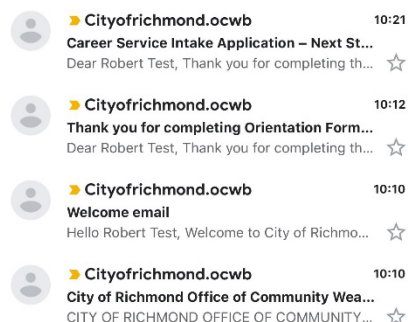 Cityofrichmond.ocwb 10:21
Career Service Intake Application – Next St...
Dear Robert Test, Thank you for completing th...
Cityofrichmond.ocwb 10:12
Thank you for completing Orientation Form...
Dear Robert Test, Thank you for completing th...
Cityofrichmond.ocwb 10:10
Welcome email
Hello Robert Test, Welcome to City of Richmo...
Cityofrichmond.ocwb 10:10
City of Richmond Office of Community Wea...
CITY OF RICHMOND OFFICE OF COMMUNITY...